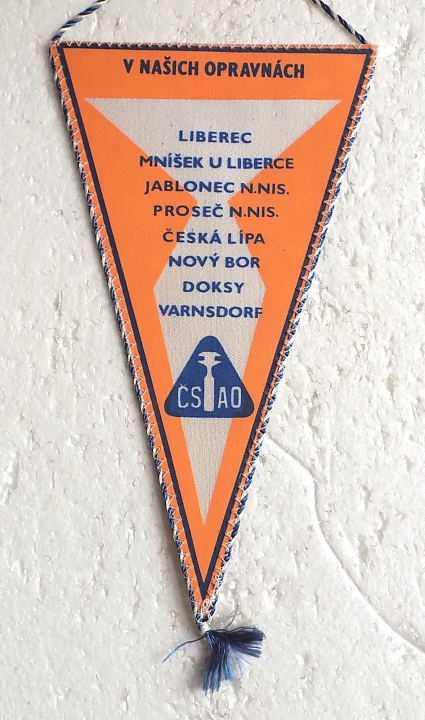 V NAŠICH OPRAVNÁCH
LIBEREC
MNÍŠEK U LIBERCE
JABLONEC N.NIS.
PROSEČ N.NIS.
ČESKÁ LÍPA
NOVÝ BOR
DOKSY
VARNSDORF
ČSAO